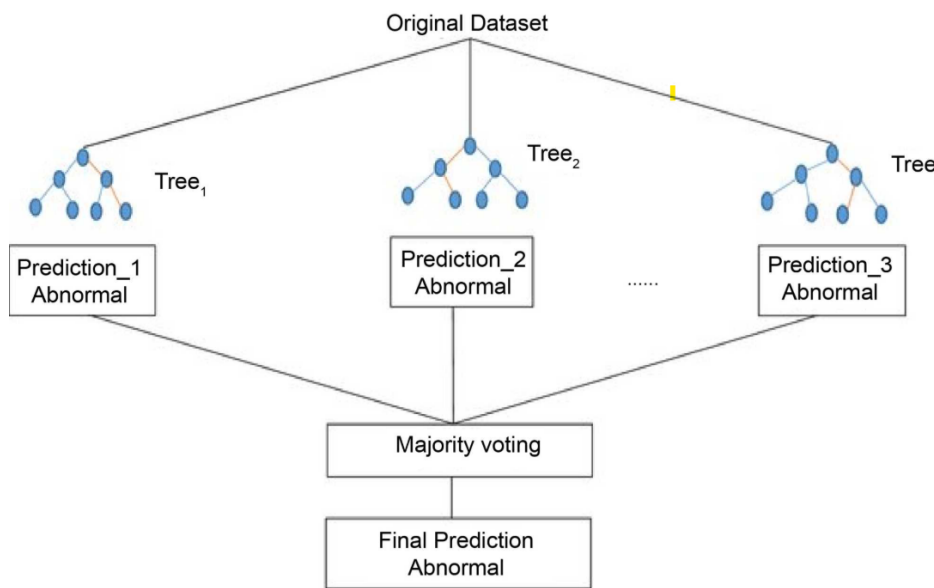 Original Dataset
Tree1
Tree2
Tree
Prediction_1
Abnormal
Prediction_2
Abnormal
......
Prediction_3
Abnormal
Majority voting
Final Prediction
Abnormal